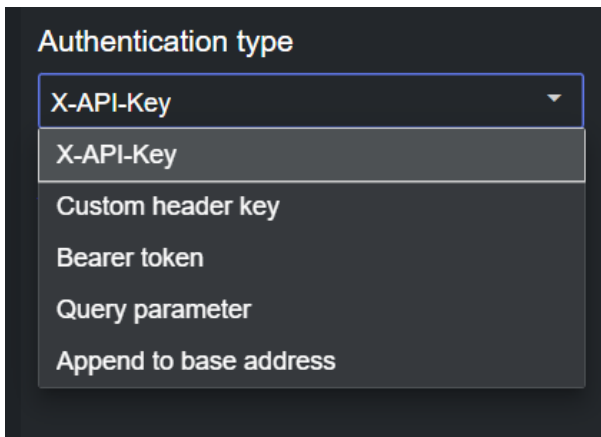 Authentication type
X-API-Key
X-API-Key
Custom header key
Bearer token
Query parameter
Append to base address